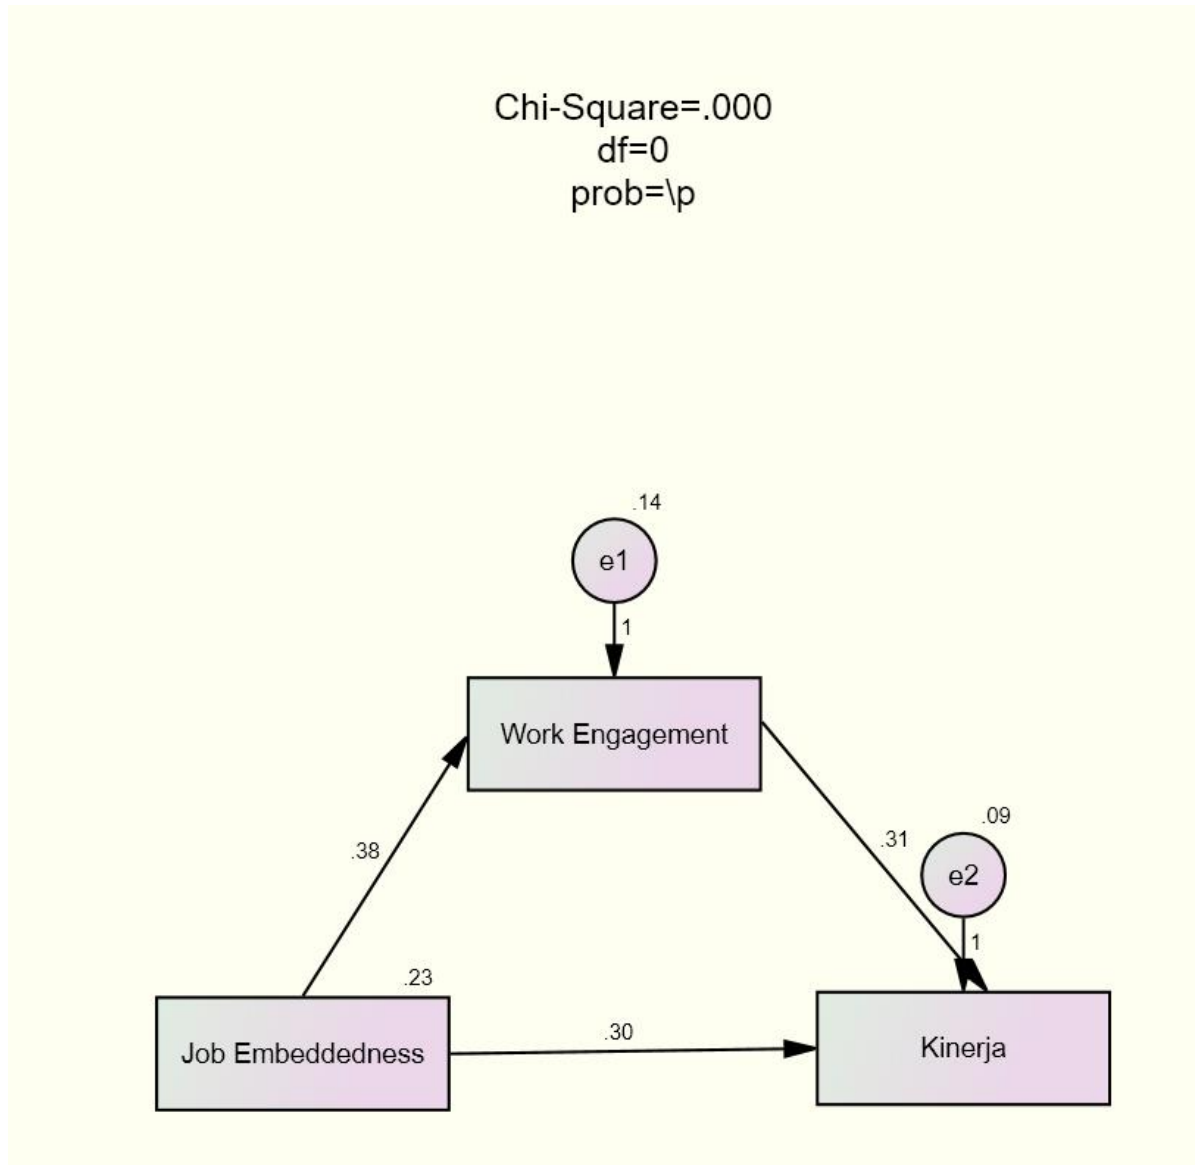 Chi-Square=.000
df=0
prob=\p
.14
e1
1
Work Engagement
.38
.31
.09
e2
1
.23
Job Embeddedness
.30
Kinerja